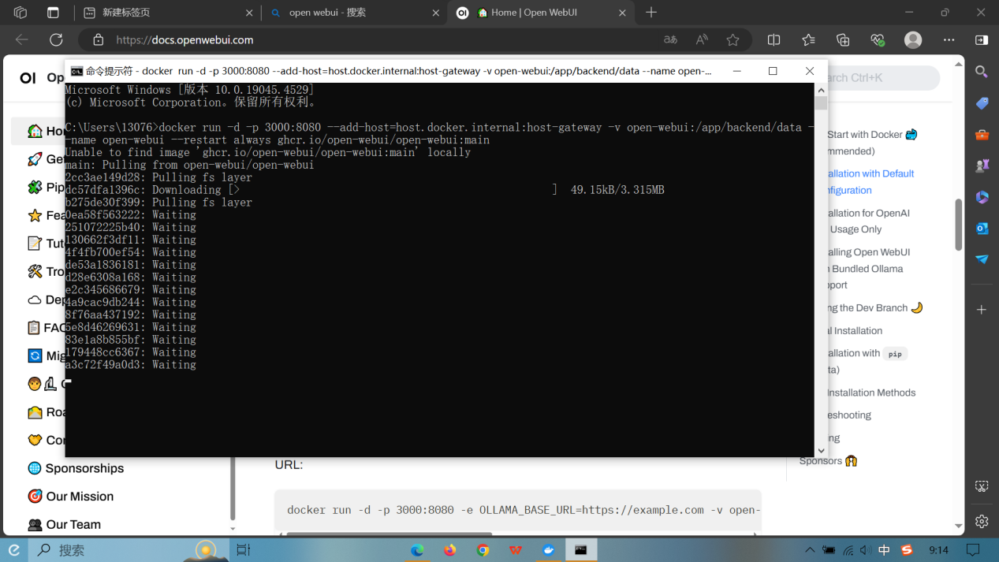 新建标签页
open webui - 搜索
OI
Home | Open WebUI
https://docs.openwebui.com
OI Op
arch Ctrl+K
命令提示符 - docker run -d -p 3000:8080 --add-host=host.docker.internal:host-gateway -v open-webui:/app/backend/data --name open-...
Microsoft Windows [版本 10.0.19045.4529]
(c) Microsoft Corporation。保留所有权利。
C:\Users\13076>docker run -d -p 3000:8080 --add-host=host.docker.internal:host-gateway -v open-webui:/app/backend/data -
-name open-webui --restart always ghcr.io/open-webui/open-webui:main
Unable to find image 'ghcr.io/open-webui/open-webui:main' locally
main: Pulling from open-webui/open-webui
2cc3ae149d28: Pulling fs layer
dc57dfa1396c: Downloading [> ] 49.15kB/3.315MB
b275de30f399: Pulling fs layer
0ea58f563222: Waiting
251072225b40: Waiting
130662f3df11: Waiting
4f4fb700ef54: Waiting
de53a1836181: Waiting
d28e6308a168: Waiting
e2c345686679: Waiting
4a9cac9db244: Waiting
8f76aa437192: Waiting
5e8d46269631: Waiting
83e1a8b855bf: Waiting
179448cc6367: Waiting
a3c72f49a0d3: Waiting
Hor
Get
Pip
Fea
Tut
Tro
Dep
FAC
Mig
Roa
Cor
Sponsorships
Our Mission
Our Team
Start with Docker
mmended)
allation with Default
nfiguration
allation for OpenAI
Usage Only
alling Open WebUI
Bundled Ollama
pport
ng the Dev Branch
al Installation
allation with pip
ta)
Installation Methods
eshooting
ng
Sponsors
URL:
docker run -d -p 3000:8080 -e OLLAMA_BASE_URL=https://example.com -v open-
搜索
中
9:14